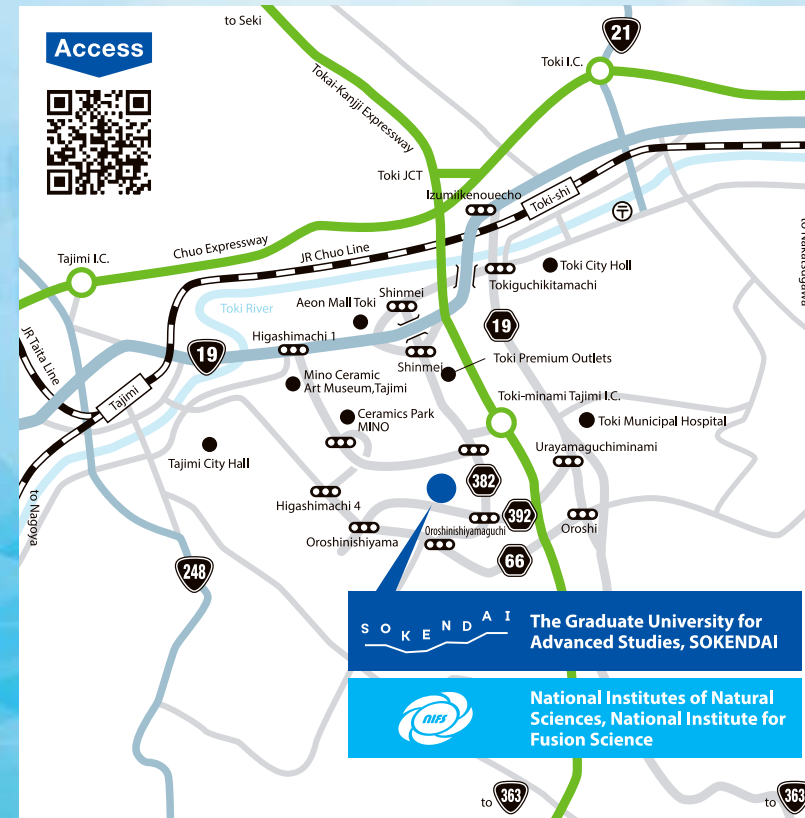 to Seki
21
Access
Toki I.C.
Tokai-Kanjji Expressway
Toki JCT
Izumiikenouecho
Toki-shi
〒
to Nakatsugawa
Chuo Expressway
JR Chuo Line
Tajimi I.C.
Toki City Holl
Tokiguchikitamachi
Shinmei
Aeon Mall Toki
Toki River
19
Higashimachi 1
19
JR Taita Line
Shinmei
Toki Premium Outlets
Mino Ceramic
Art Museum,Tajimi
Tajimi
Toki-minami Tajimi I.C.
Ceramics Park
MINO
Toki Municipal Hospital
Urayamaguchiminami
Tajimi City Hall
382
to Nagoya
Higashimachi 4
392
Oroshinishiyama
Oroshinishiyamaguchi
Oroshi
66
248
SOKENDAI
The Graduate University for
Advanced Studies, SOKENDAI
NIFS
National Institutes of Natural
Sciences, National Institute for
Fusion Science
to 363
to 363